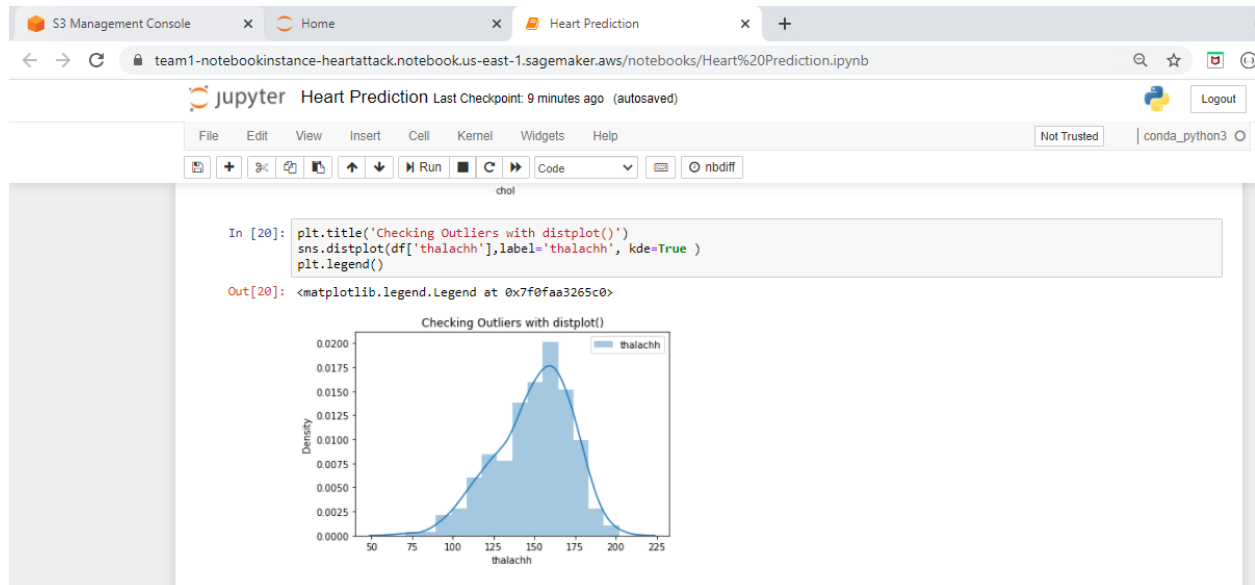 S3 Management Console
Home
Heart Prediction
team1-notebookinstance-heartattack.notebook.us-east-1.sagemaker.aws/notebooks/Heart%20Prediction.ipynb
jupyter Heart Prediction Last Checkpoint: 9 minutes ago (autosaved)
Logout
File Edit View Insert Cell Kernel Widgets Help
Not Trusted
conda_python3
Run
Code
nbdiff
chol
In [20]: plt.title('Checking Outliers with distplot()')
sns.distplot(df['thalachh'],label='thalachh', kde=True )
plt.legend()
Out[20]: <matplotlib.legend.Legend at 0x7f0faa3265c0>
Checking Outliers with distplot()
thalachh
0.0200
0.0175
0.0150
0.0125
0.0100
0.0075
0.0050
0.0025
0.0000
Density
50 75 100 125 150 175 200 225
thalachh